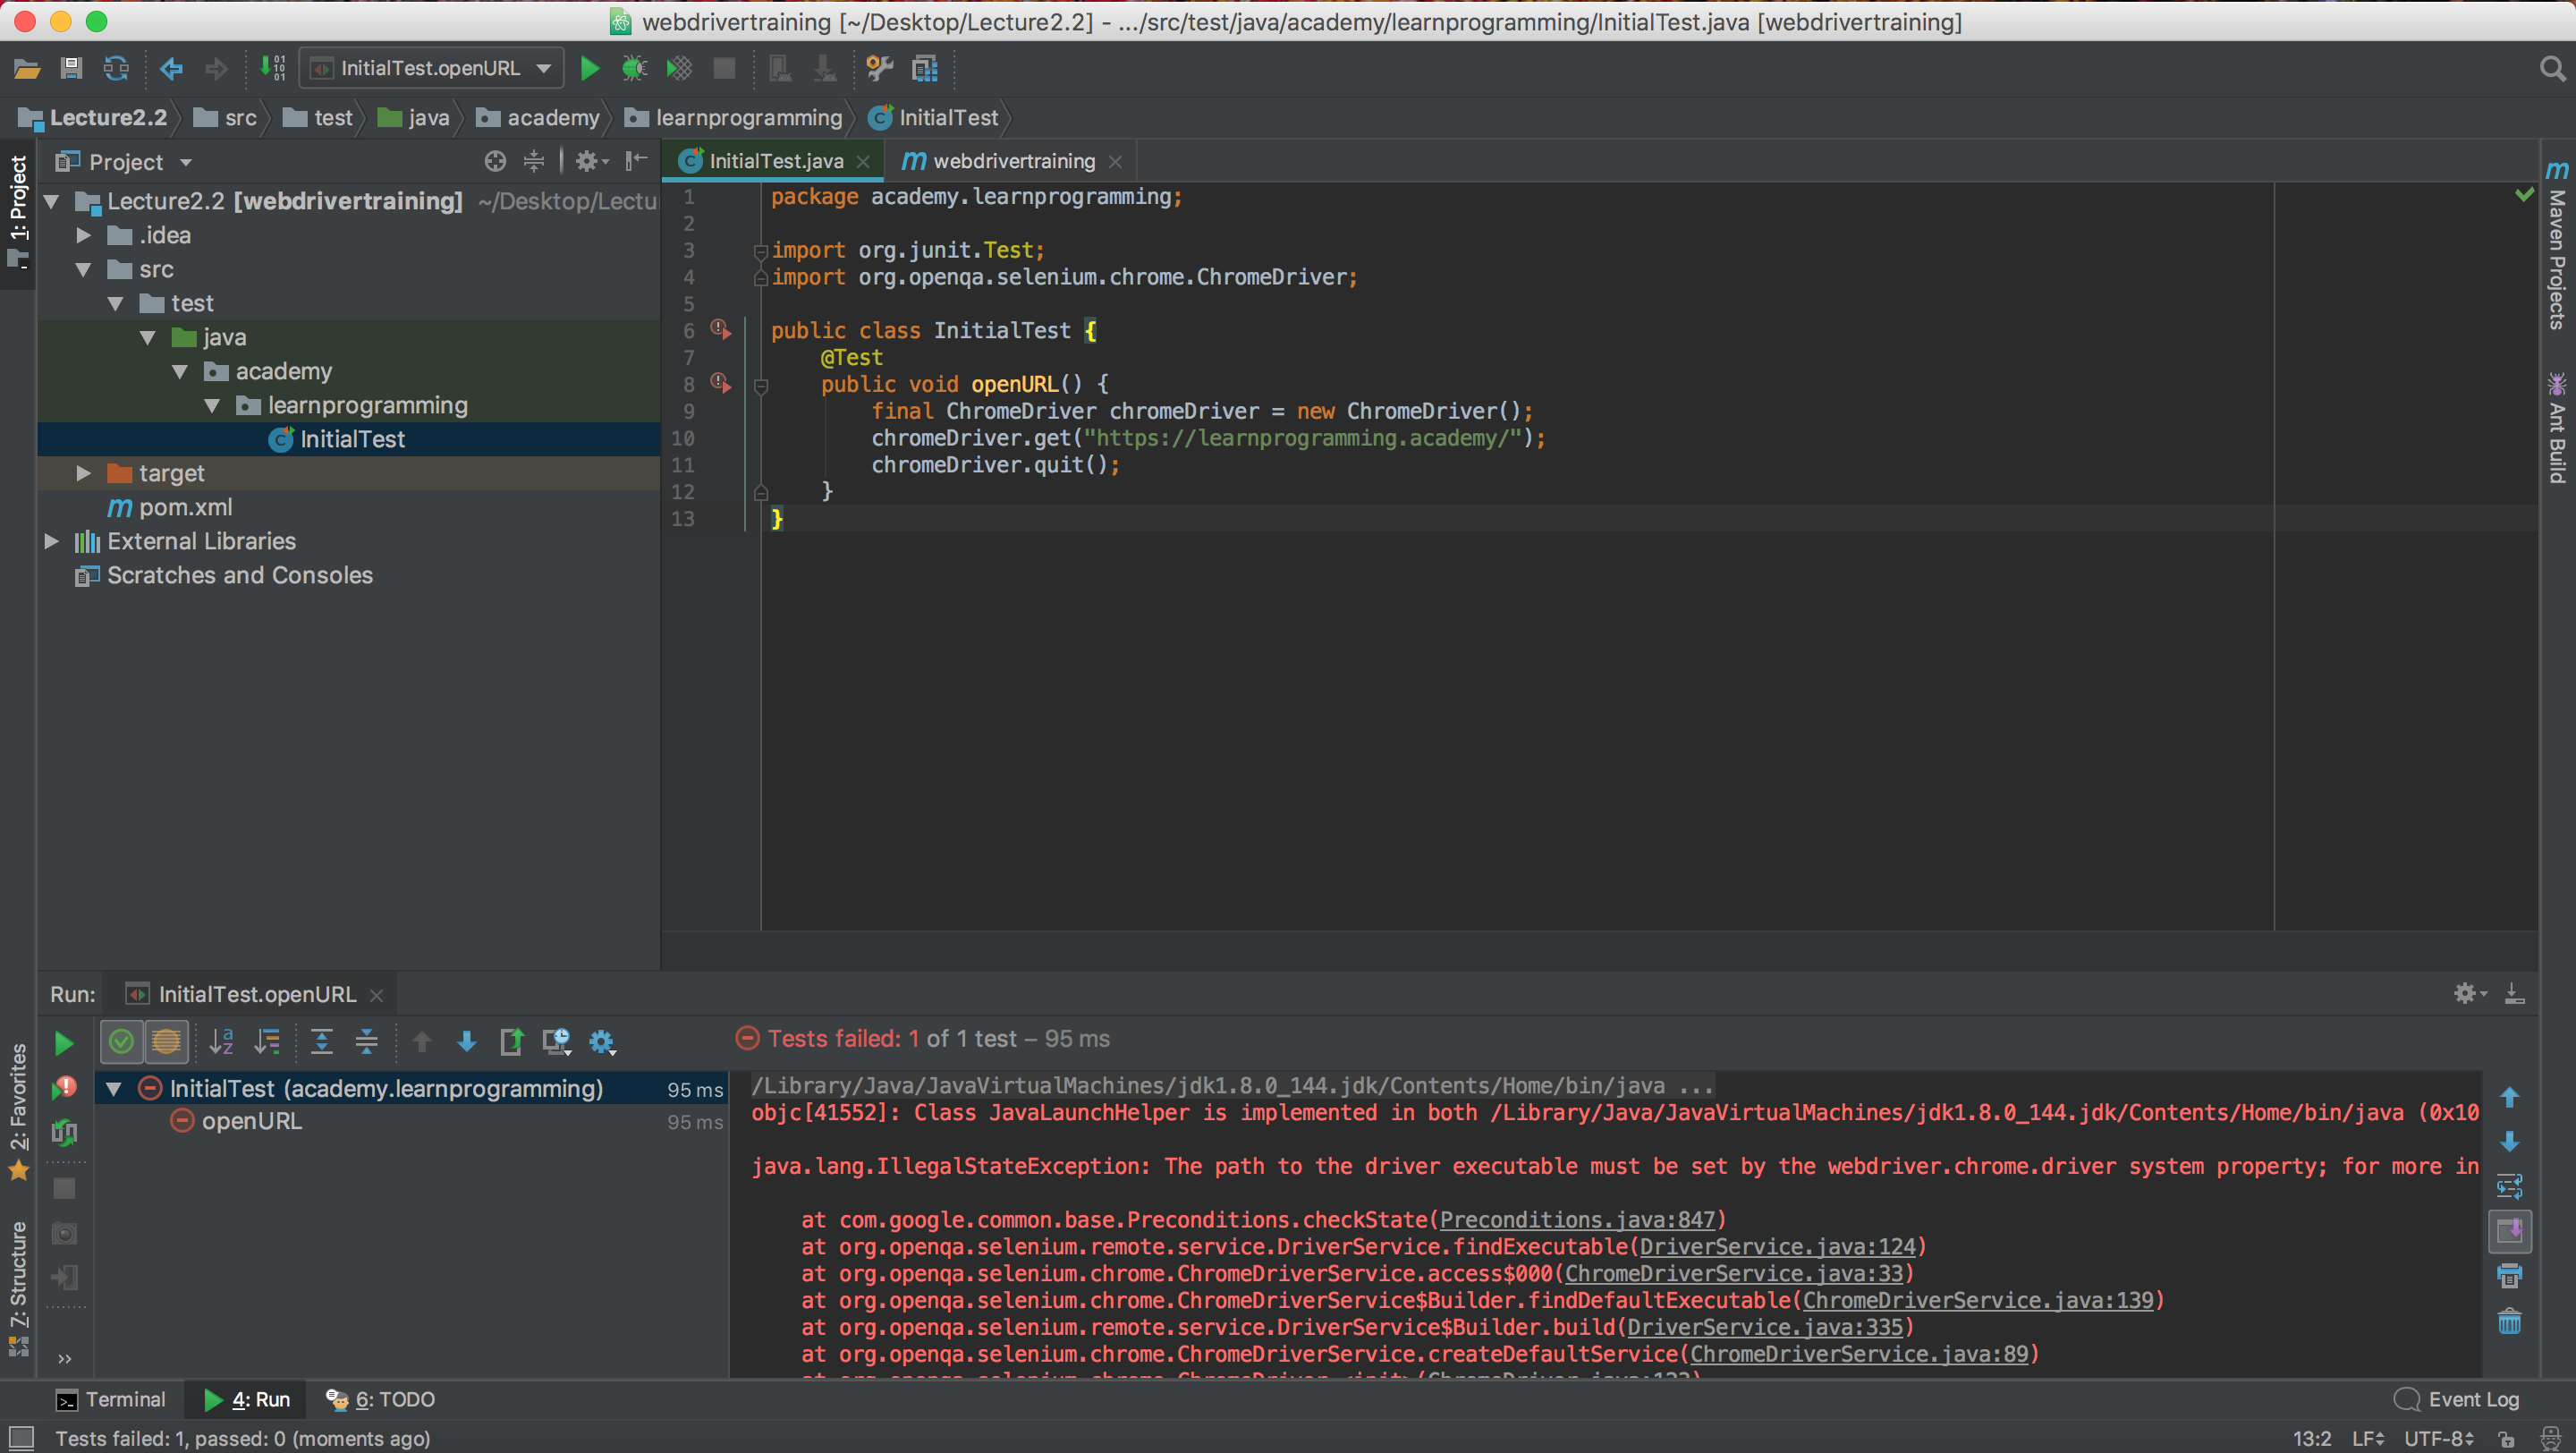 webdrivertraining [~/Desktop/Lecture2.2] - .../src/test/java/academy/learnprogramming/InitialTest.java [webdrivertraining]
InitialTest.openURL
Lecture2.2 src test java academy learnprogramming InitialTest
1: Project
Project
InitialTest.java
webdrivertraining
Lecture2.2 [webdrivertraining] ~/Desktop/Lectu
.idea
src
test
java
academy
learnprogramming
InitialTest
target
pom.xml
External Libraries
Scratches and Consoles
1 package academy.learnprogramming;
2
3 import org.junit.Test;
4 import org.openqa.selenium.chrome.ChromeDriver;
5
6 public class InitialTest {
7 @Test
8 public void openURL() {
9 final ChromeDriver chromeDriver = new ChromeDriver();
10 chromeDriver.get("https://learnprogramming.academy/");
11 chromeDriver.quit();
12 }
13 }
Maven Projects
Ant Build
2: Favorites
Z: Structure
Run: InitialTest.openURL
Tests failed: 1 of 1 test – 95 ms
InitialTest (academy.learnprogramming) 95 ms
openURL 95 ms
/Library/Java/JavaVirtualMachines/jdk1.8.0_144.jdk/Contents/Home/bin/java ...
objc[41552]: Class JavaLaunchHelper is implemented in both /Library/Java/JavaVirtualMachines/jdk1.8.0_144.jdk/Contents/Home/bin/java (0x10
java.lang.IllegalStateException: The path to the driver executable must be set by the webdriver.chrome.driver system property; for more in
at com.google.common.base.Preconditions.checkState(Preconditions.java:847)
at org.openqa.selenium.remote.service.DriverService.findExecutable(DriverService.java:124)
at org.openqa.selenium.chrome.ChromeDriverService.access$000(ChromeDriverService.java:33)
at org.openqa.selenium.chrome.ChromeDriverService$Builder.findDefaultExecutable(ChromeDriverService.java:139)
at org.openqa.selenium.remote.service.DriverService$Builder.build(DriverService.java:335)
at org.openqa.selenium.chrome.ChromeDriverService.createDefaultService(ChromeDriverService.java:89)
Terminal
4: Run
6: TODO
Event Log
Tests failed: 1, passed: 0 (moments ago)
13:2 LF UTF-8